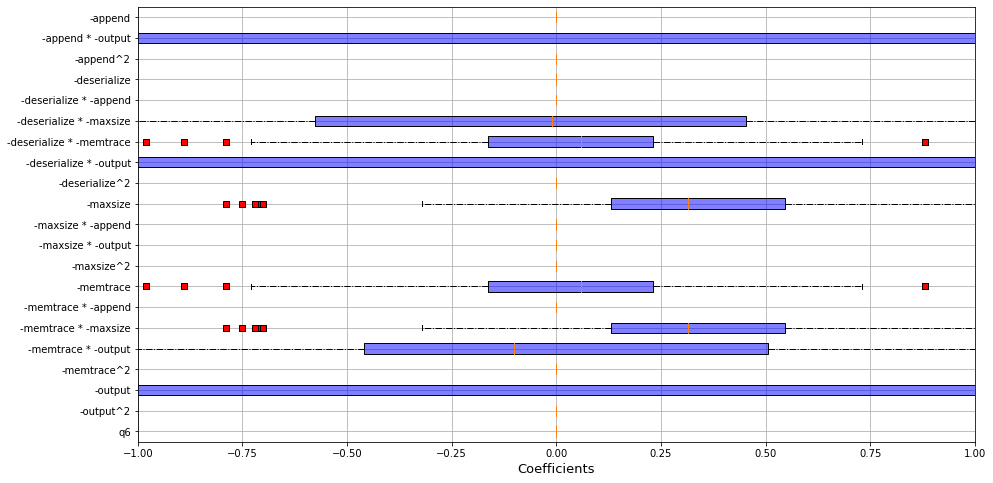 -append
-append * -output
-append^2
-deserialize
-deserialize * -append
-deserialize * -maxsize
-deserialize * -memtrace
-deserialize * -output
-deserialize^2
-maxsize
-maxsize * -append
-maxsize * -output
-maxsize^2
-memtrace
-memtrace * -append
-memtrace * -maxsize
-memtrace * -output
-memtrace^2
-output
-output^2
q6
−1.00 −0.75 −0.50 −0.25 0.00 0.25 0.50 0.75 1.00
Coefficients